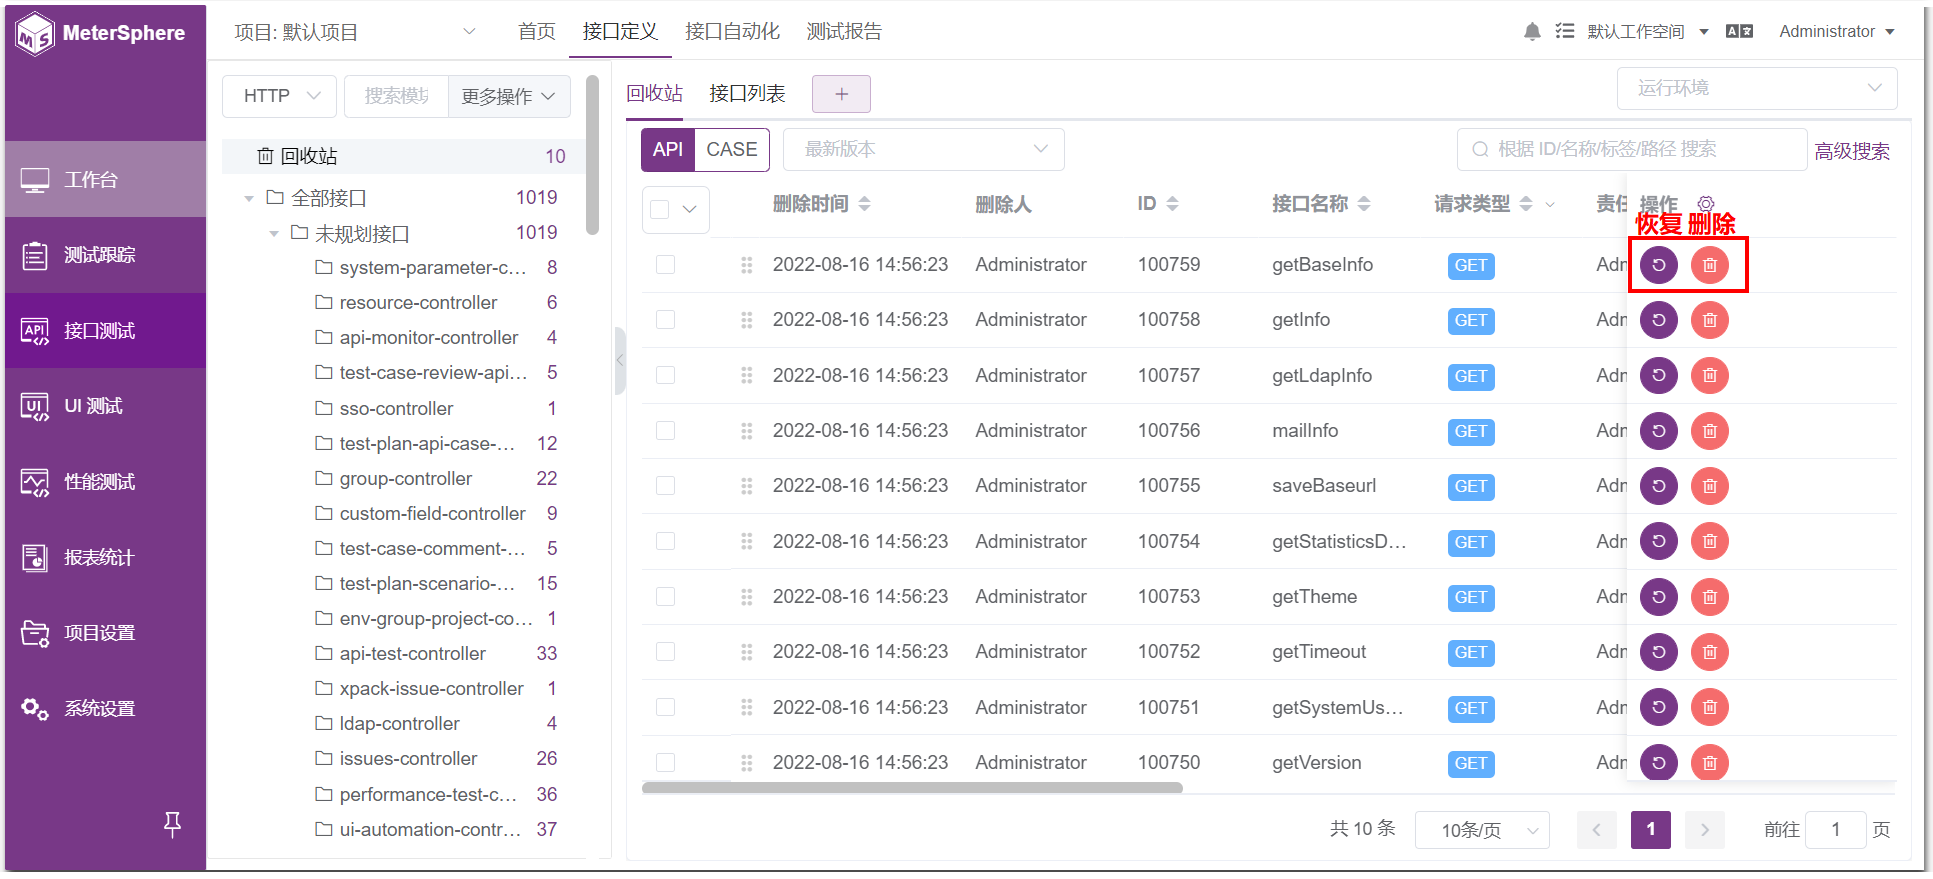 MeterSphere
项目: 默认项目
首页
接口定义
接口自动化
测试报告
默认工作空间
Administrator
工作台
测试跟踪
接口测试
UI 测试
性能测试
报表统计
项目设置
系统设置
HTTP
搜索模块
更多操作
回收站 10
全部接口 1019
未规划接口 1019
system-parameter-c... 8
resource-controller 6
api-monitor-controller 4
test-case-review-api... 5
sso-controller 1
test-plan-api-case-... 12
group-controller 22
custom-field-controller 9
test-case-comment-... 5
test-plan-scenario-... 15
env-group-project-co... 1
api-test-controller 33
xpack-issue-controller 1
ldap-controller 4
issues-controller 26
performance-test-c... 36
ui-automation-contr... 37
回收站
接口列表
+
运行环境
API CASE
最新版本
根据 ID/名称/标签/路径 搜索
高级搜索
删除时间 删除人 ID 接口名称 请求类型 责任 操作
恢复 删除
2022-08-16 14:56:23 Administrator 100759 getBaseInfo GET Adn
2022-08-16 14:56:23 Administrator 100758 getInfo GET Adn
2022-08-16 14:56:23 Administrator 100757 getLdapInfo GET Adn
2022-08-16 14:56:23 Administrator 100756 mailInfo GET Adn
2022-08-16 14:56:23 Administrator 100755 saveBaseurl GET Adn
2022-08-16 14:56:23 Administrator 100754 getStatisticsD... GET Adn
2022-08-16 14:56:23 Administrator 100753 getTheme GET Adn
2022-08-16 14:56:23 Administrator 100752 getTimeout GET Adn
2022-08-16 14:56:23 Administrator 100751 getSystemUs... GET Adn
2022-08-16 14:56:23 Administrator 100750 getVersion GET Adn
共 10 条 10条/页 1 前往 1 页